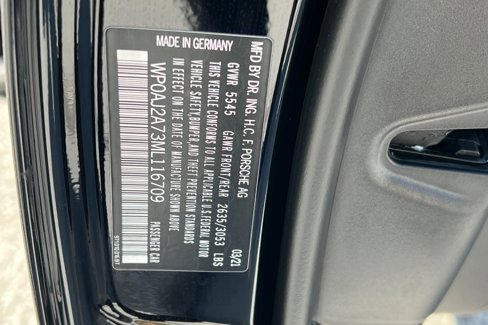 MFD BY DR. ING. H.C. F. PORSCHE AG
GVWR 5545 GAWR FRONT/REAR 2635/3053 LBS
THIS VEHICLE CONFORMS TO ALL APPLICABLE U.S.FEDERAL MOTOR
VEHICLE SAFETY,BUMPER,AND THEFT PREVENTION STANDARDS
IN EFFECT ON THE DATE OF MANUFACTURE SHOWN ABOVE
03/21
WP0AJ2A73ML116709
PASSENGER CAR
MADE IN GERMANY